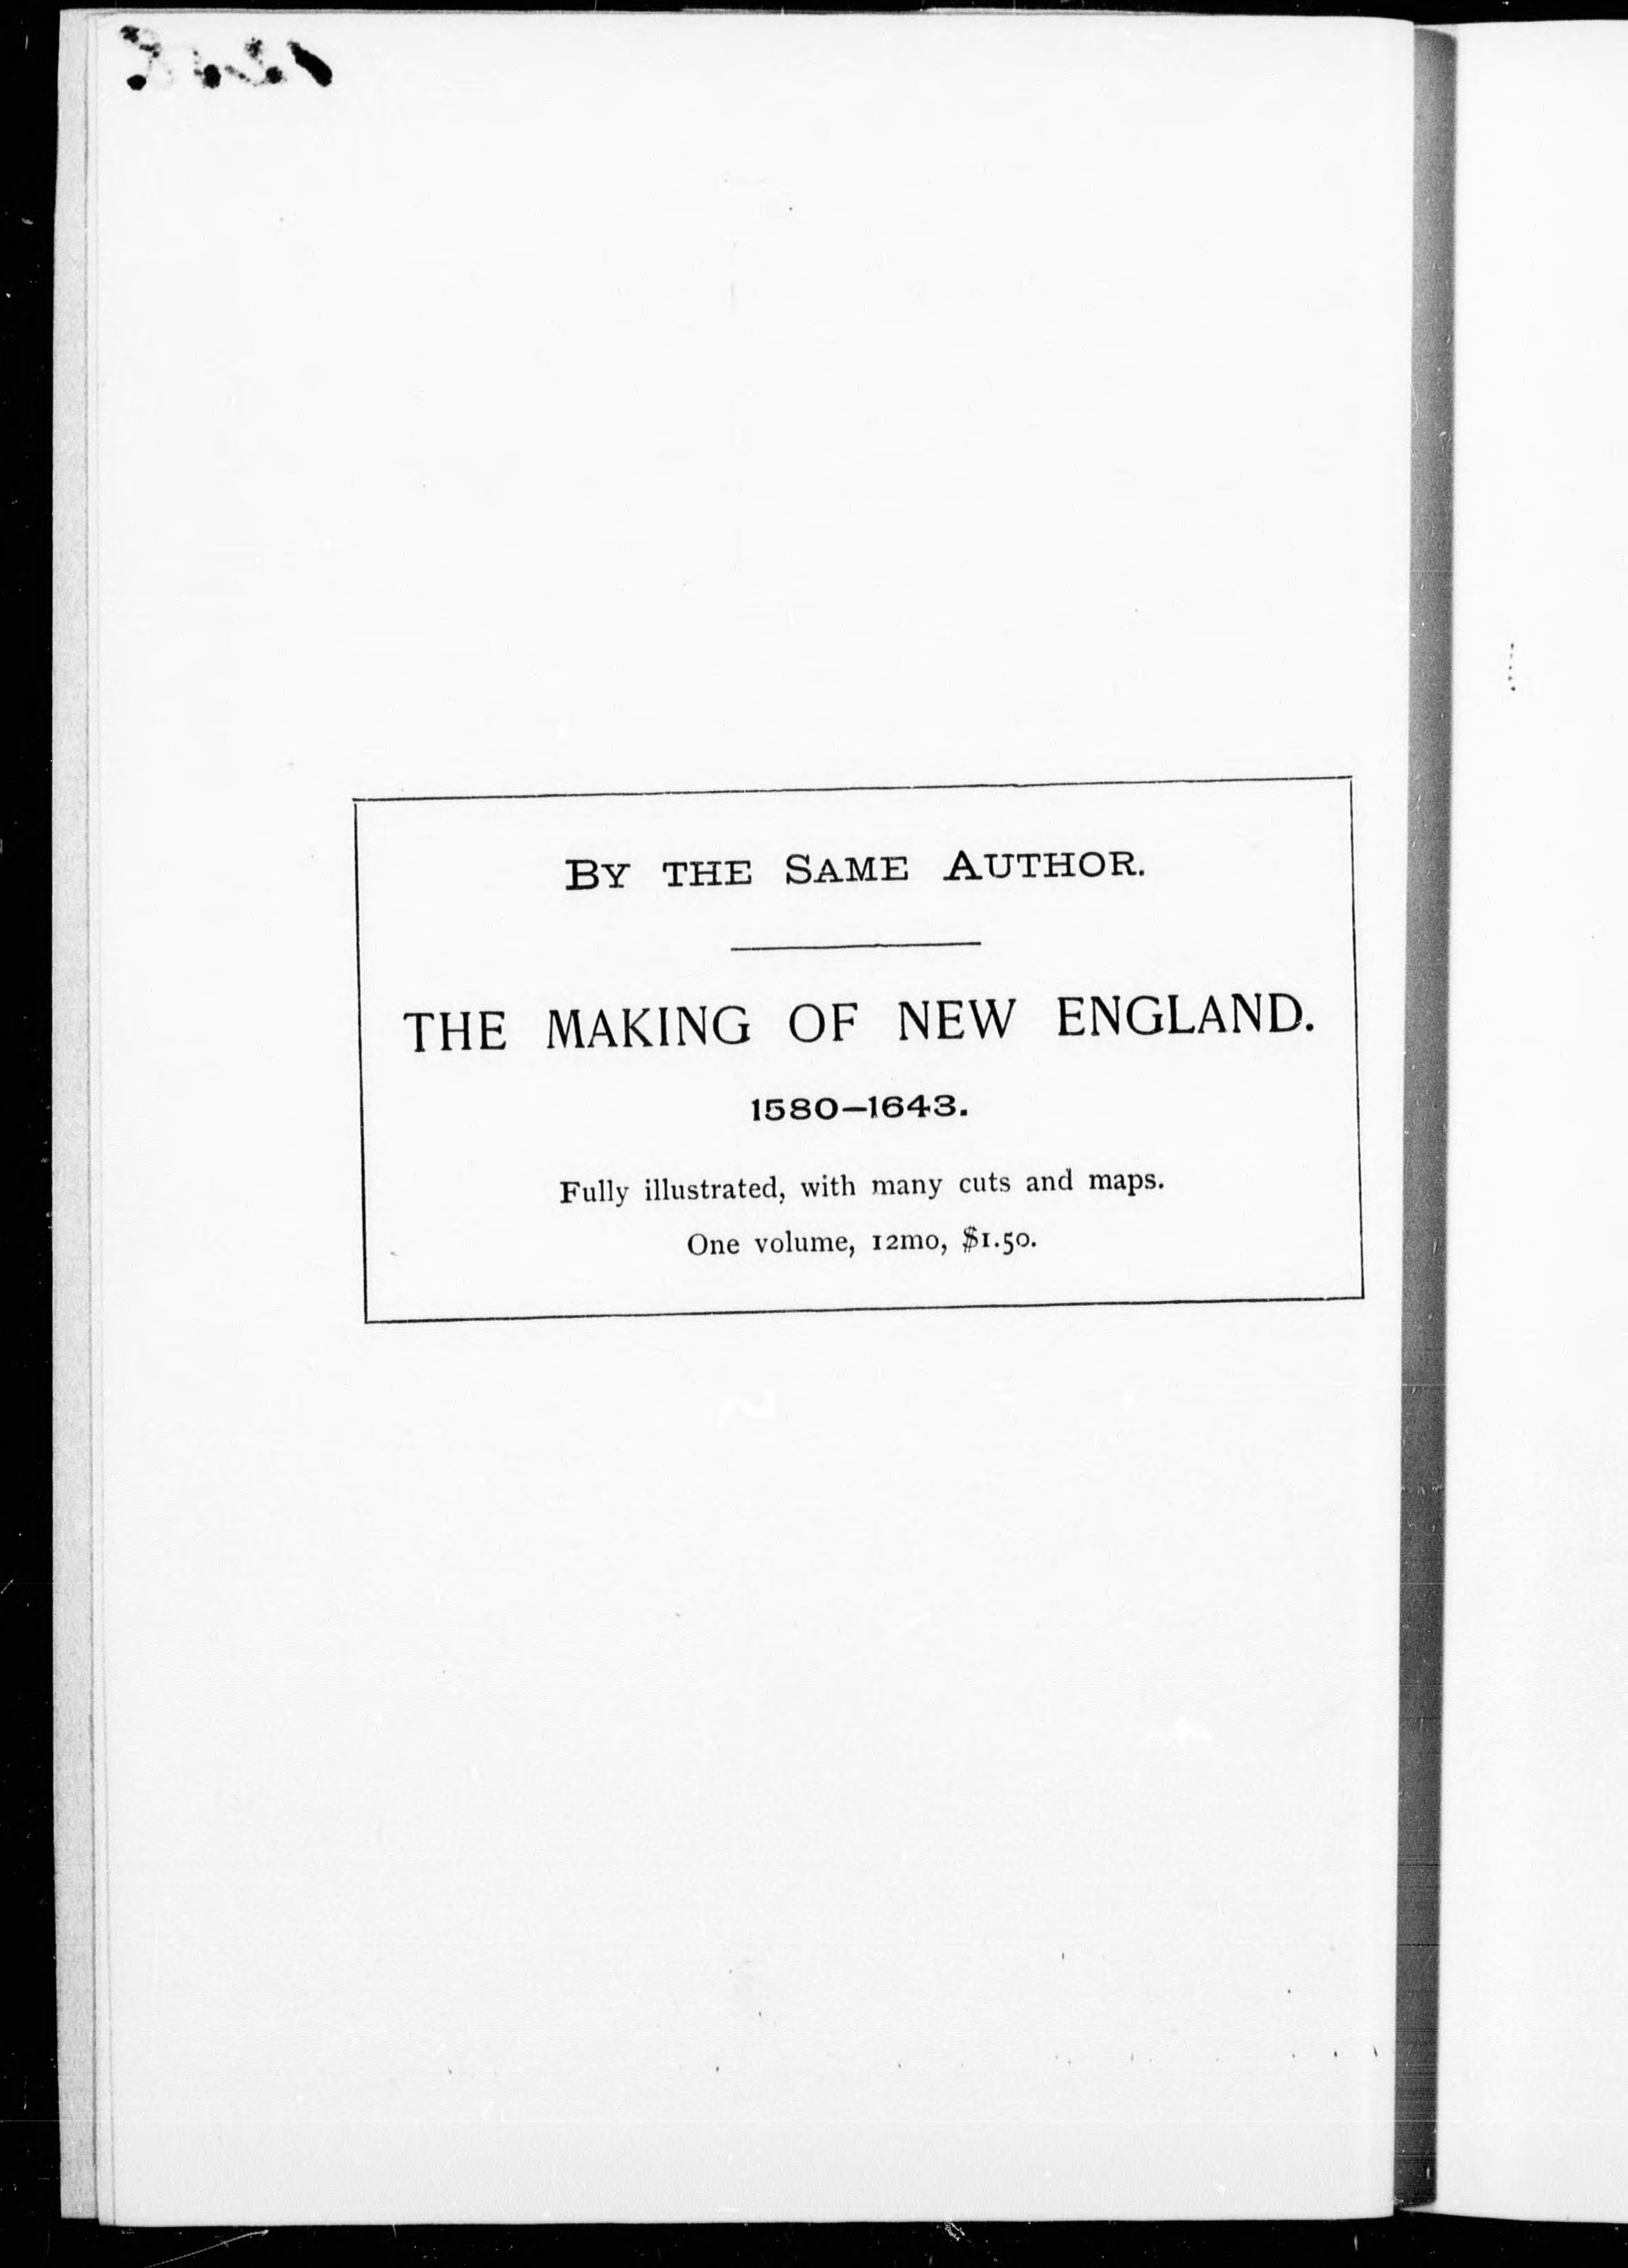 BY THE SAME AUTHOR.
THE MAKING OF NEW ENGLAND.
1580–1643.
Fully illustrated, with many cuts and maps.
One volume, 12mo, $1.50.